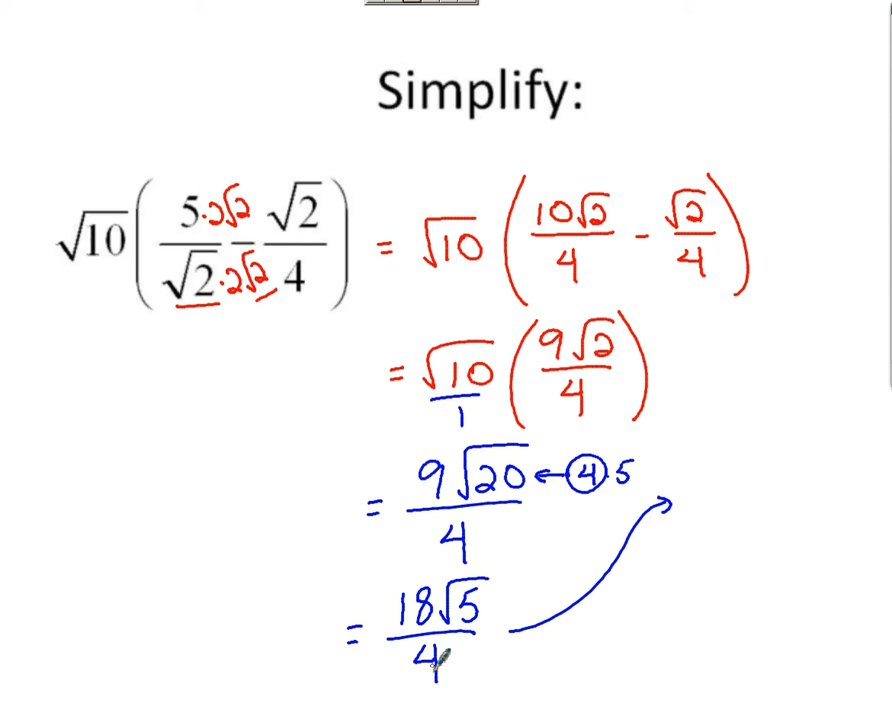 Simplify:
√10 ( 5·2√2 / √2·2√2 − √2 / 4 ) = √10 ( 10√2 / 4 - √2 / 4 )
= √10 / 1 ( 9√2 / 4 )
= 9√20 / 4 ← 4·5
= 18√5 / 4